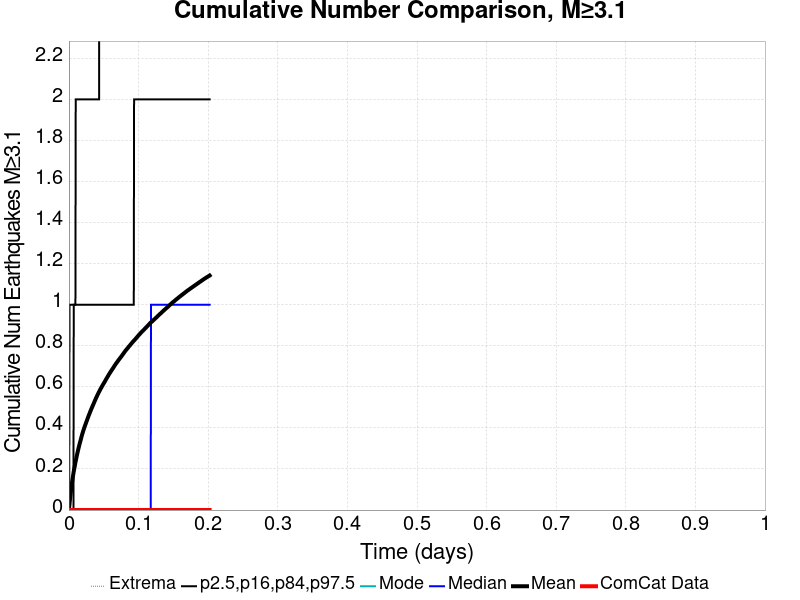 Cumulative Number Comparison, M≥3.1
Cumulative Num Earthquakes M≥3.1
2.2
2
1.8
1.6
1.4
1.2
1
0.8
0.6
0.4
0.2
0
0 0.1 0.2 0.3 0.4 0.5 0.6 0.7 0.8 0.9 1
Time (days)
Extrema p2.5,p16,p84,p97.5 Mode Median Mean ComCat Data